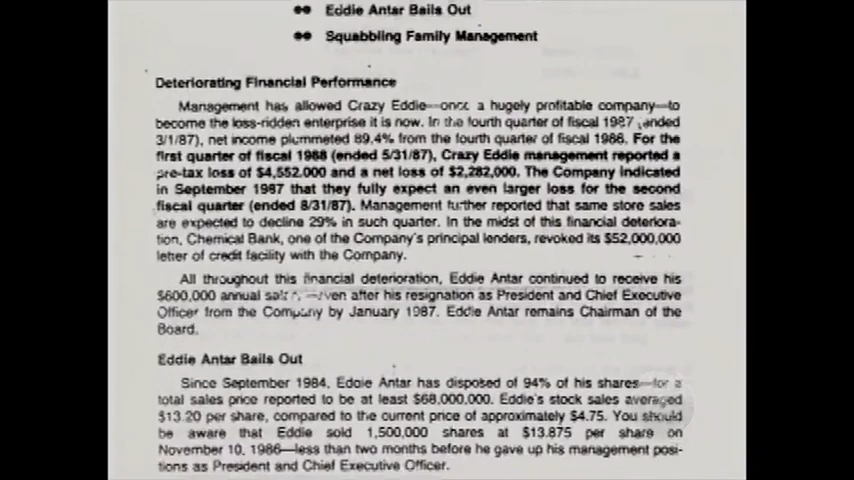 ●● Eddie Antar Bails Out
●● Squabbling Family Management
Deteriorating Financial Performance
Management has allowed Crazy Eddie—once a hugely profitable company—to
become the loss-ridden enterprise it is now. In the fourth quarter of fiscal 1987 (ended
3/1/87), net income plummeted 89.4% from the fourth quarter of fiscal 1986. For the
first quarter of fiscal 1988 (ended 5/31/87), Crazy Eddie management reported a
pre-tax loss of $4,552,000 and a net loss of $2,282,000. The Company indicated
in September 1987 that they fully expect an even larger loss for the second
fiscal quarter (ended 8/31/87). Management further reported that same store sales
are expected to decline 29% in such quarter. In the midst of this financial deteriora-
tion, Chemical Bank, one of the Company's principal lenders, revoked its $52,000,000
letter of credit facility with the Company.
All throughout this financial deterioration, Eddie Antar continued to receive his
$600,000 annual even after his resignation as President and Chief Executive
Officer from the Company by January 1987. Eddie Antar remains Chairman of the
Board.
Eddie Antar Bails Out
Since September 1984, Eddie Antar has disposed of 94% of his shares—for a
total sales price reported to be at least $68,000,000. Eddie's stock sales averaged
$13.20 per share, compared to the current price of approximately $4.75. You should
be aware that Eddie sold 1,500,000 shares at $13.875 per share on
November 10, 1986—less than two months before he gave up his management posi-
tions as President and Chief Executive Officer.